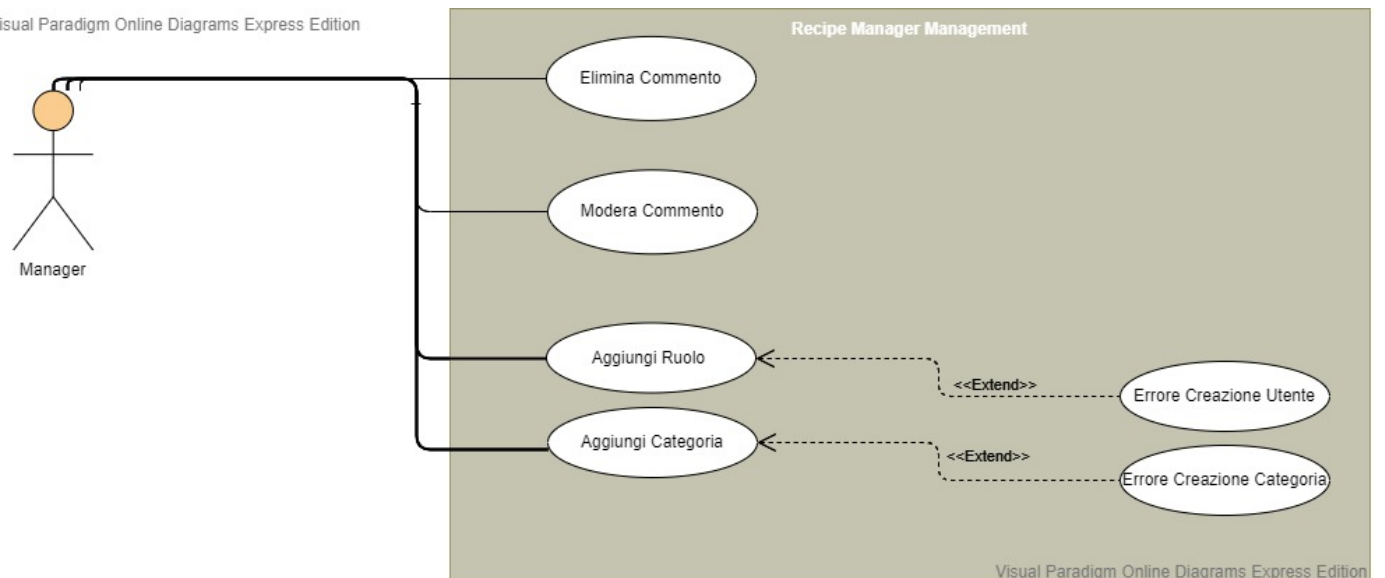 isual Paradigm Online Diagrams Express Edition
Recipe Manager Management
Elimina Commento
Modera Commento
Manager
Aggiungi Ruolo
<<Extend>>
Errore Creazione Utente
Aggiungi Categoria
<<Extend>>
Errore Creazione Categoria
Visual Paradigm Online Diagrams Express Edition